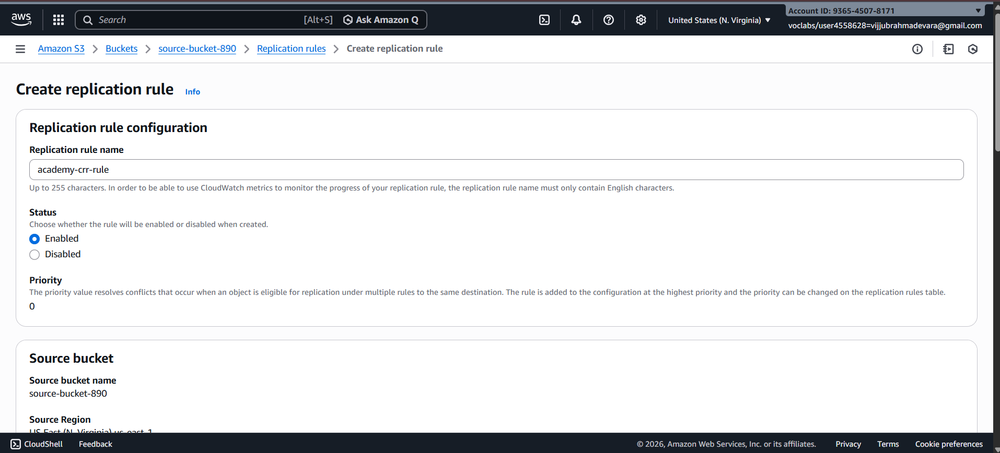 aws
Search [Alt+S] Ask Amazon Q
United States (N. Virginia) ▼
Account ID: 9365-4507-8171
voclabs/user4558628=vijjubrahmadevara@gmail.com
Amazon S3 > Buckets > source-bucket-890 > Replication rules > Create replication rule
Create replication rule Info
Replication rule configuration
Replication rule name
academy-crr-rule
Up to 255 characters. In order to be able to use CloudWatch metrics to monitor the progress of your replication rule, the replication rule name must only contain English characters.
Status
Choose whether the rule will be enabled or disabled when created.
Enabled
Disabled
Priority
The priority value resolves conflicts that occur when an object is eligible for replication under multiple rules to the same destination. The rule is added to the configuration at the highest priority and the priority can be changed on the replication rules table.
0
Source bucket
Source bucket name
source-bucket-890
Source Region
US East (N. Virginia) us-east-1
CloudShell Feedback
© 2026, Amazon Web Services, Inc. or its affiliates. Privacy Terms Cookie preferences